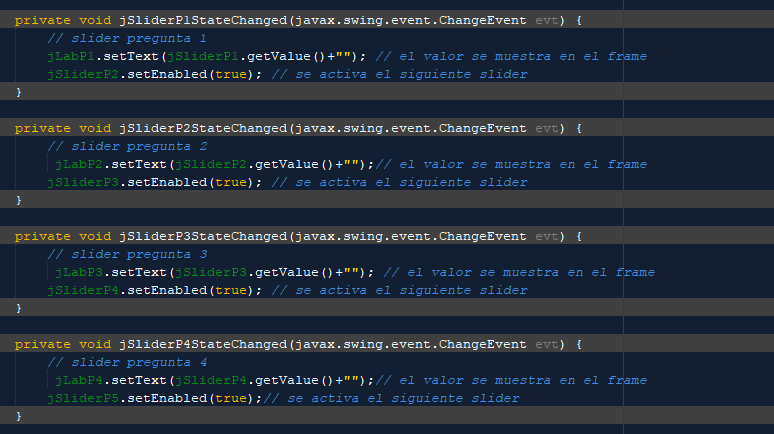 private void jSliderP1StateChanged(javax.swing.event.ChangeEvent evt) {
// slider pregunta 1
jLabP1.setText(jSliderP1.getValue()+""); // el valor se muestra en el frame
jSliderP2.setEnabled(true); // se activa el siguiente slider
}
private void jSliderP2StateChanged(javax.swing.event.ChangeEvent evt) {
// slider pregunta 2
jLabP2.setText(jSliderP2.getValue()+"");// el valor se muestra en el frame
jSliderP3.setEnabled(true); // se activa el siguiente slider
}
private void jSliderP3StateChanged(javax.swing.event.ChangeEvent evt) {
// slider pregunta 3
jLabP3.setText(jSliderP3.getValue()+""); // el valor se muestra en el frame
jSliderP4.setEnabled(true); // se activa el siguiente slider
}
private void jSliderP4StateChanged(javax.swing.event.ChangeEvent evt) {
// slider pregunta 4
jLabP4.setText(jSliderP4.getValue()+"");// el valor se muestra en el frame
jSliderP5.setEnabled(true);// se activa el siguiente slider
}